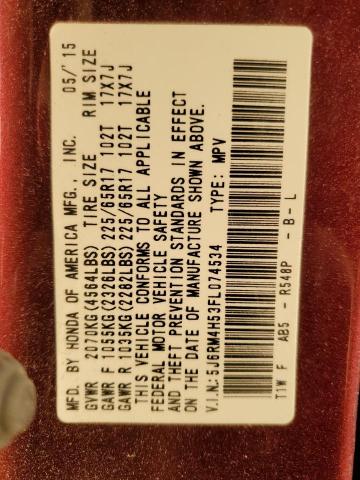 MFD. BY HONDA OF AMERICA MFG., INC. 05/'15
GVWR 2070KG(4564LBS) TIRE SIZE RIM SIZE
GAWR F 1055KG(2328LBS) 225/65R17 102T 17X7J
GAWR R 1035KG(2282LBS) 225/65R17 102T 17X7J
THIS VEHICLE CONFORMS TO ALL APPLICABLE
FEDERAL MOTOR VEHICLE SAFETY
AND THEFT PREVENTION STANDARDS IN EFFECT
ON THE DATE OF MANUFACTURE SHOWN ABOVE.
V.I.N.:5J6RM4H53FL074534 TYPE: MPV
T1W F AB5 -R548P -B-L